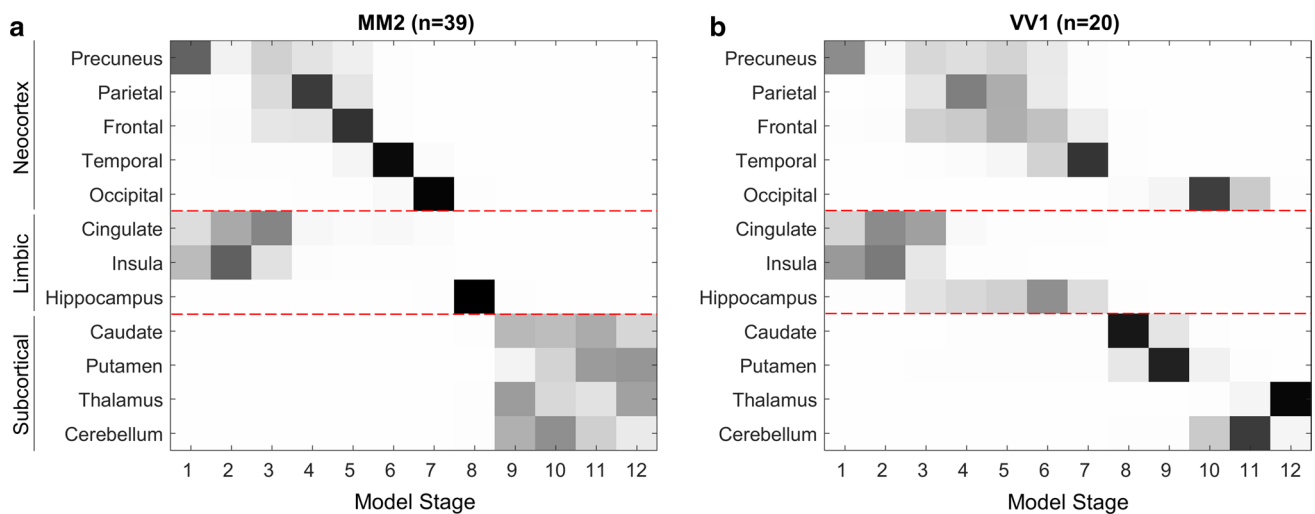 a
MM2 (n=39)
Neocortex
Precuneus
Parietal
Frontal
Temporal
Occipital
Limbic
Cingulate
Insula
Hippocampus
Subcortical
Caudate
Putamen
Thalamus
Cerebellum
1 2 3 4 5 6 7 8 9 10 11 12
Model Stage
b
VV1 (n=20)
Precuneus
Parietal
Frontal
Temporal
Occipital
Cingulate
Insula
Hippocampus
Caudate
Putamen
Thalamus
Cerebellum
1 2 3 4 5 6 7 8 9 10 11 12
Model Stage